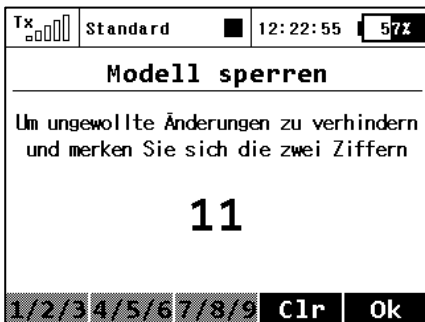 Tx Standard 12:22:55 57%
Modell sperren
Um ungewollte Änderungen zu verhindern
und merken Sie sich die zwei Ziffern
11
1/2/3 4/5/6 7/8/9 Clr Ok